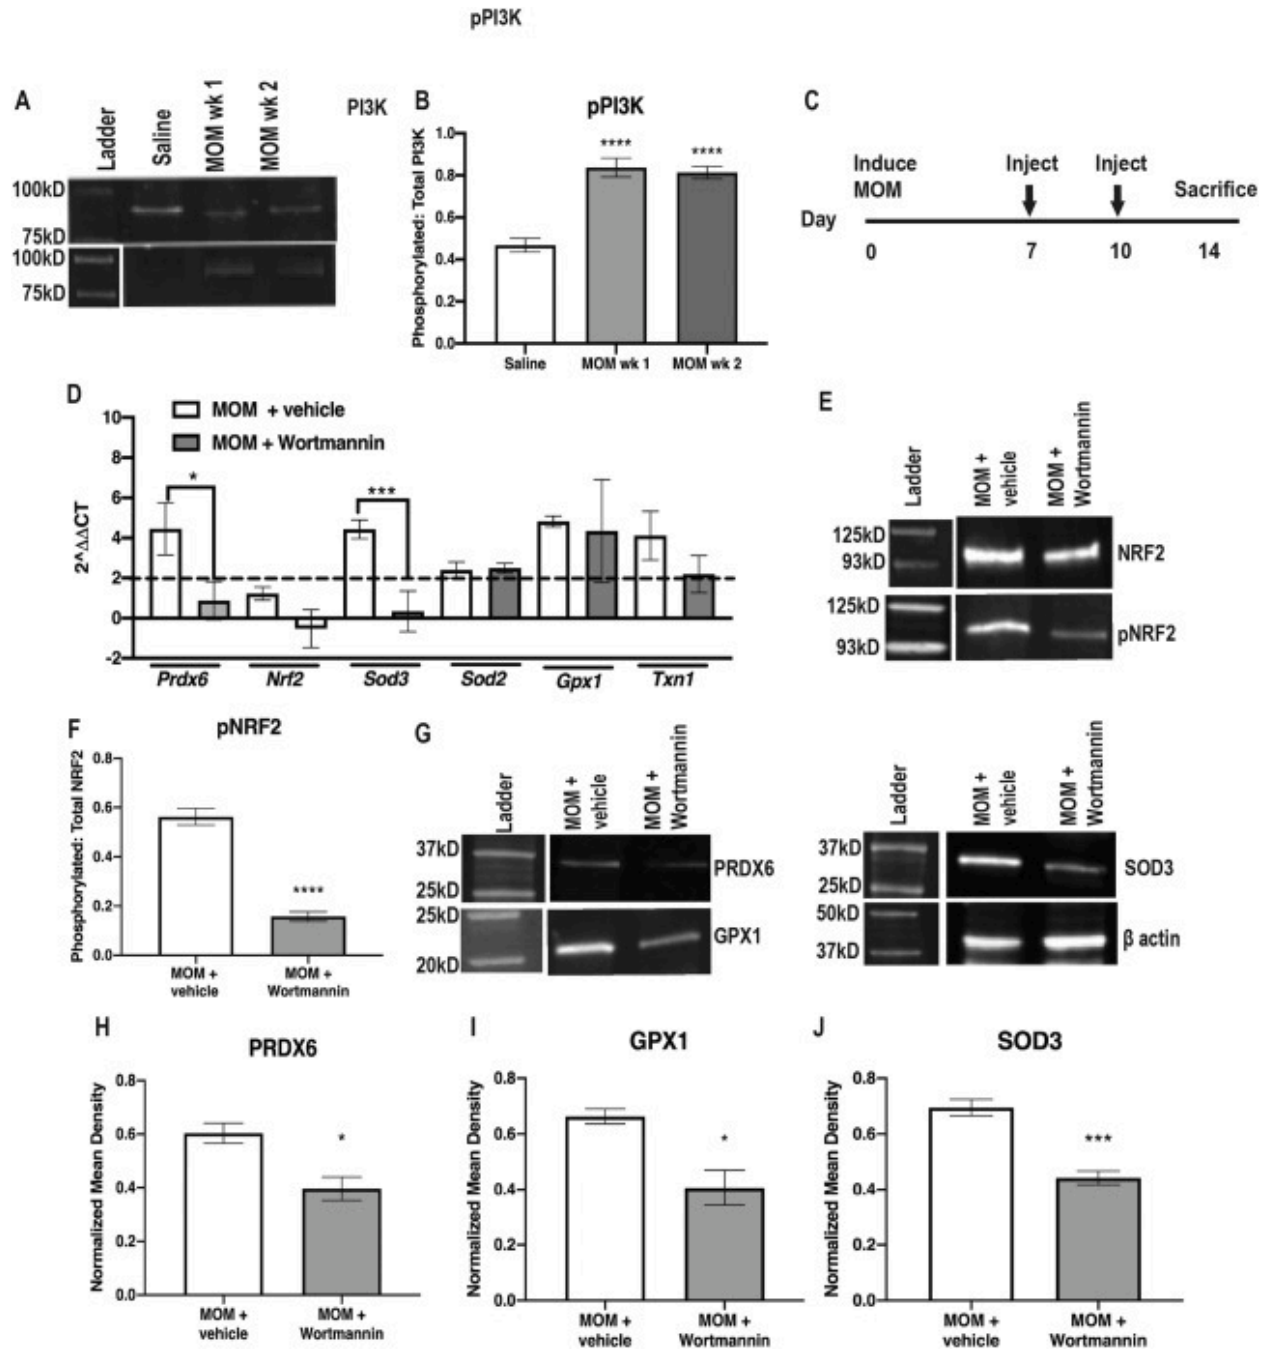 pPI3K
A
Ladder
Saline
MOM wk 1
MOM wk 2
PI3K
100kD
75kD
100kD
75kD
B
pPI3K
Phosphorylated: Total PI3K
1.0
0.8
0.6
0.4
0.2
0.0
****
****
Saline
MOM wk 1
MOM wk 2
C
Induce
MOM
Inject
Inject
Sacrifice
Day
0
7
10
14
D
MOM + vehicle
MOM + Wortmannin
2^ΔΔCT
10
8
6
4
2
0
-2
*
***
Prdx6
Nrf2
Sod3
Sod2
Gpx1
Txn1
E
Ladder
MOM +
vehicle
MOM +
Wortmannin
125kD
93kD
NRF2
125kD
93kD
pNRF2
F
pNRF2
Phosphorylated: Total NRF2
0.8
0.6
0.4
0.2
0.0
****
MOM +
vehicle
MOM +
Wortmannin
G
Ladder
MOM +
vehicle
MOM +
Wortmannin
37kD
25kD
PRDX6
25kD
20kD
GPX1
Ladder
MOM +
vehicle
MOM +
Wortmannin
37kD
25kD
SOD3
50kD
37kD
β actin
H
PRDX6
Normalized Mean Density
0.8
0.6
0.4
0.2
0.0
*
MOM +
vehicle
MOM +
Wortmannin
I
GPX1
Normalized Mean Density
0.8
0.6
0.4
0.2
0.0
*
MOM +
vehicle
MOM +
Wortmannin
J
SOD3
Normalized Mean Density
0.8
0.6
0.4
0.2
0.0
***
MOM +
vehicle
MOM +
Wortmannin